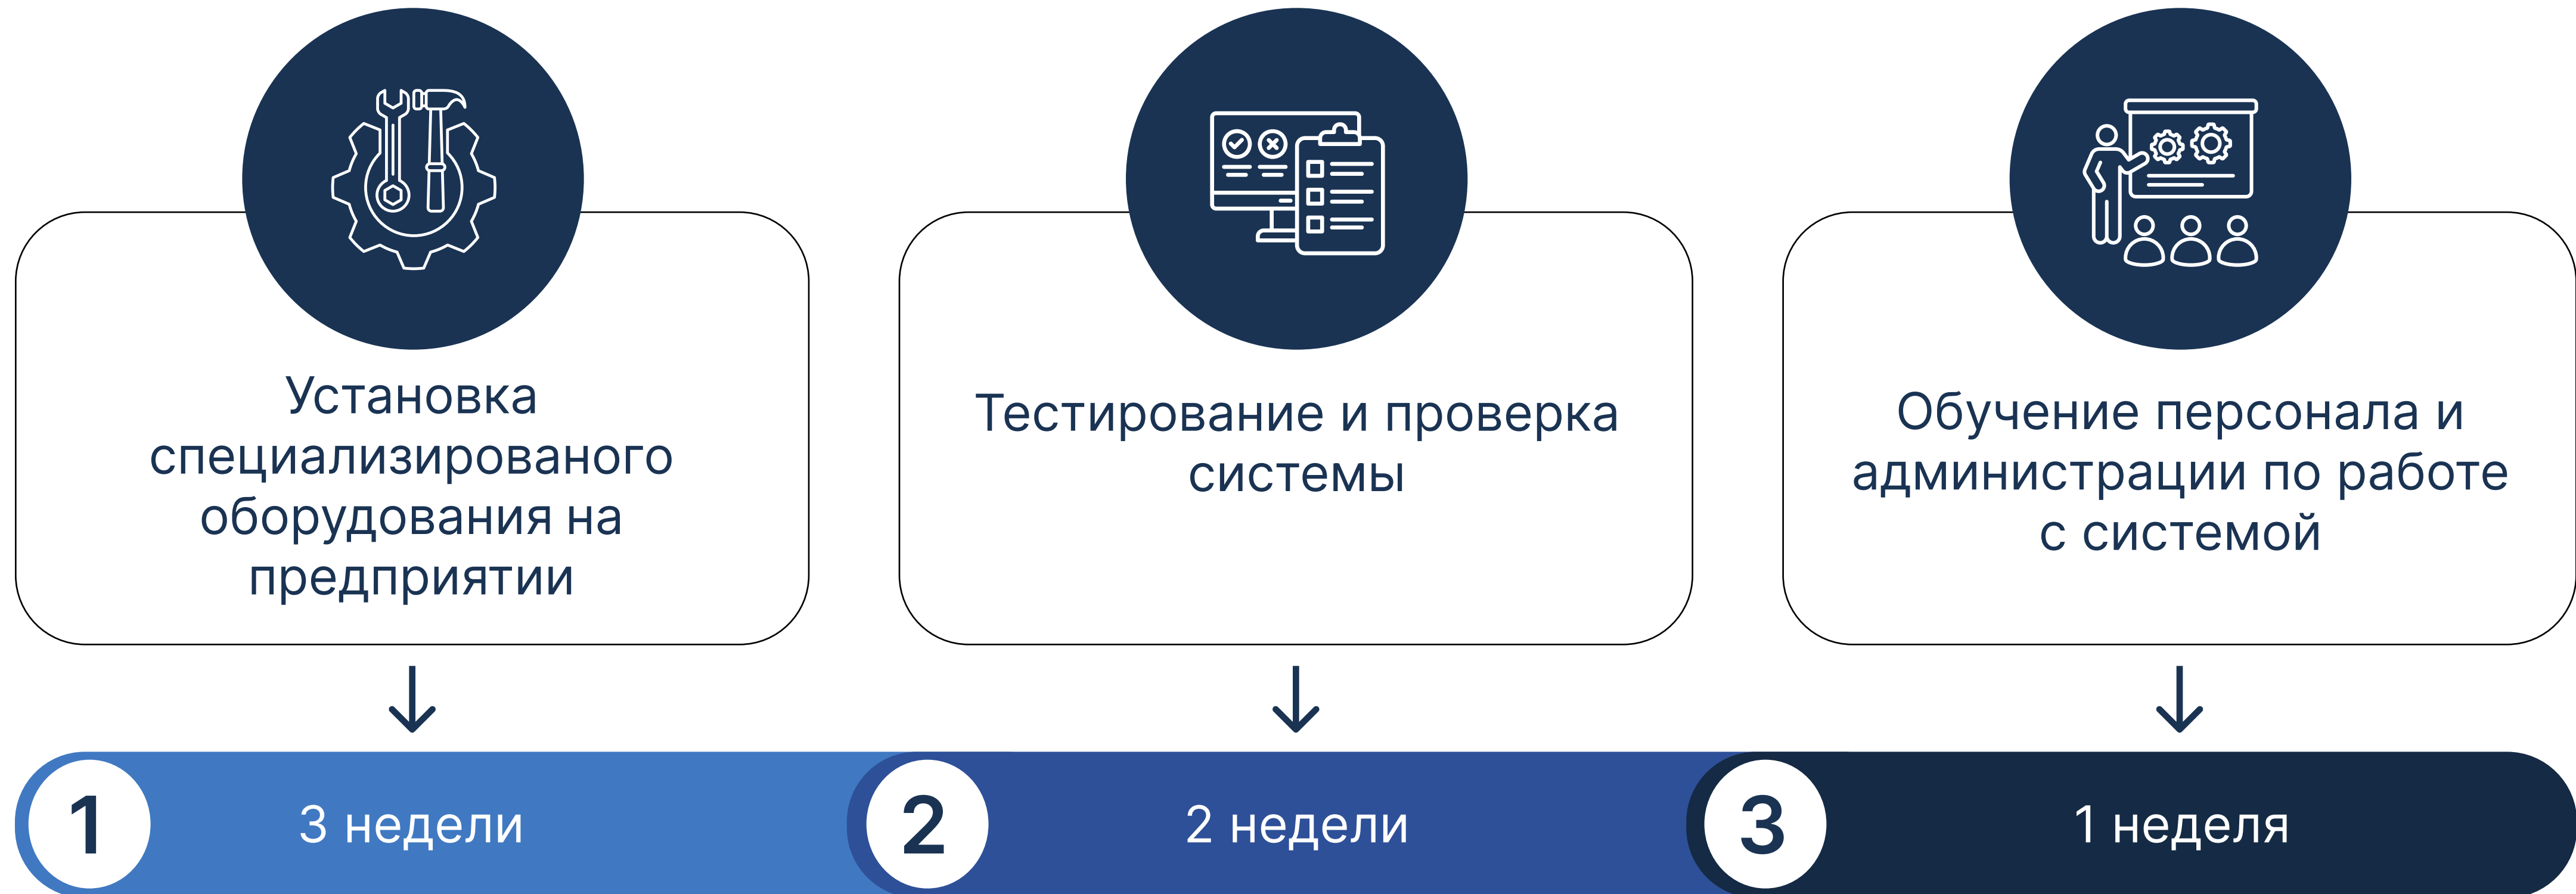 Установка
специализированого
оборудования на
предприятии
Тестирование и проверка
системы
Обучение персонала и
администрации по работе
с системой
1
3 недели
2
2 недели
3
1 неделя